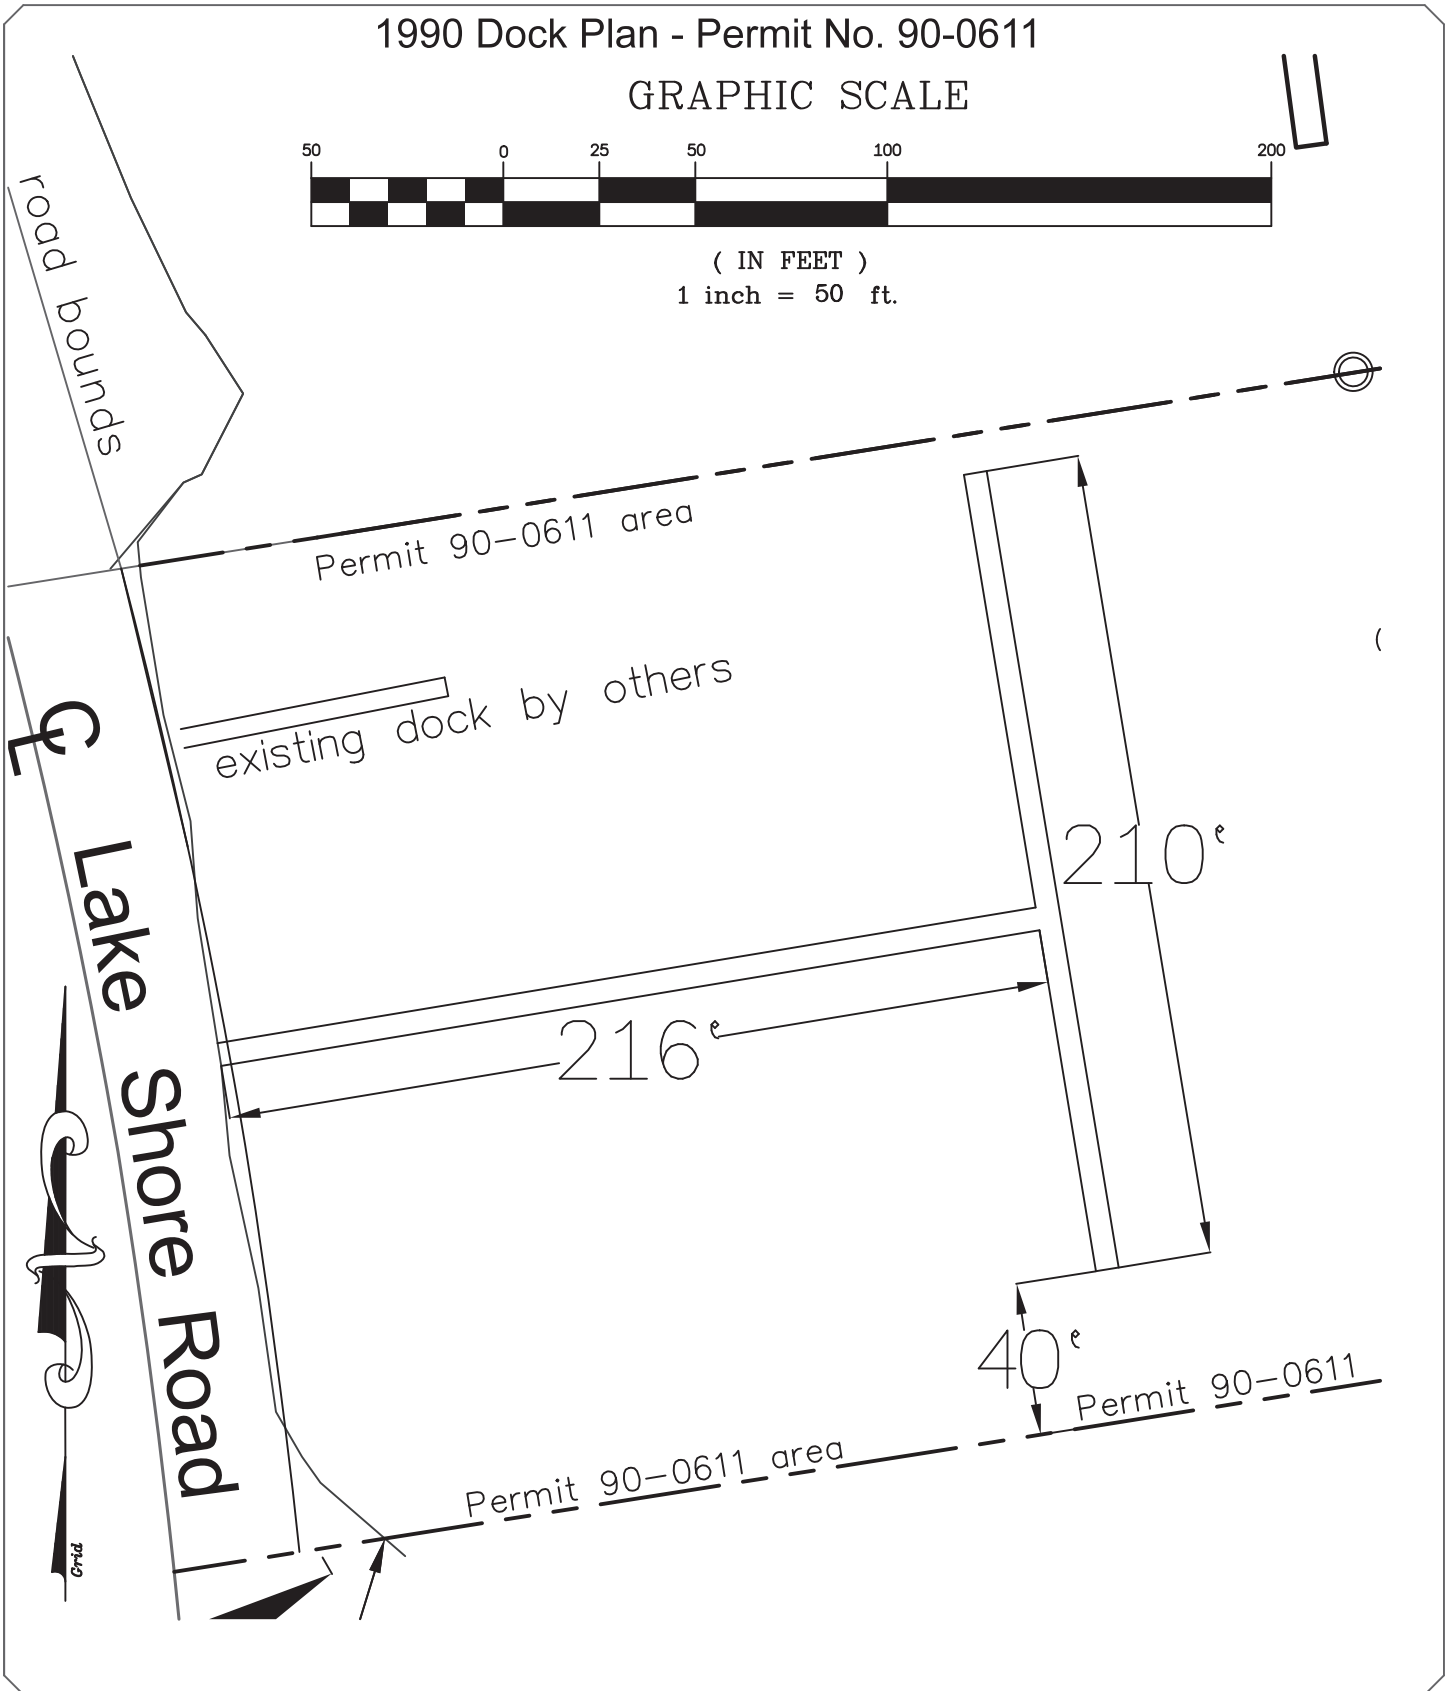 1990 Dock Plan - Permit No. 90-0611
GRAPHIC SCALE
50 0 25 50 100 200
( IN FEET )
1 inch = 50 ft.
road bounds
Permit 90-0611 area
existing dock by others
℄ Lake Shore Road
210'
216'
40'
Permit 90-0611
Permit 90-0611 area
Grid
(